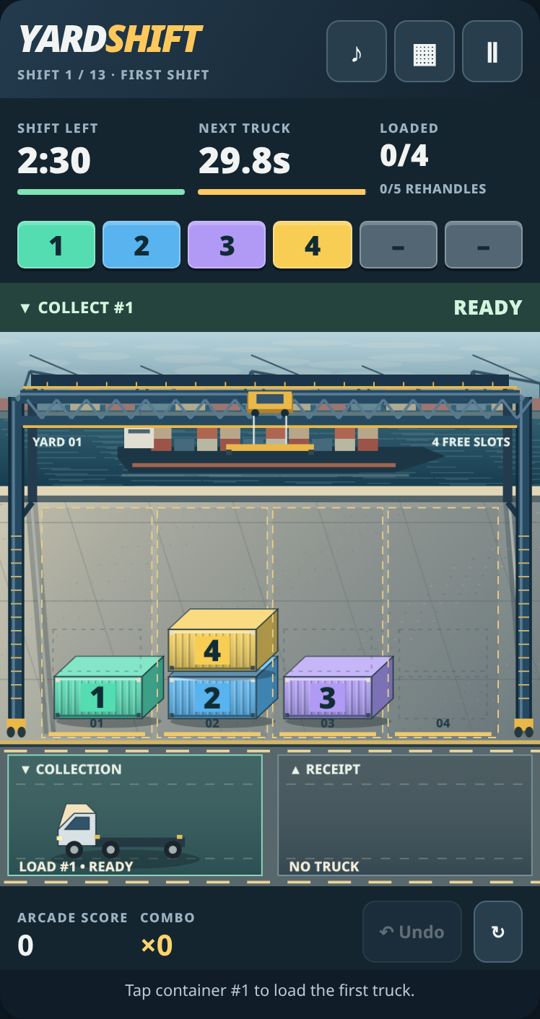 YARDSHIFT
SHIFT 1 / 13 · FIRST SHIFT
SHIFT LEFT
2:30
NEXT TRUCK
29.8s
LOADED
0/4
0/5 REHANDLES
1 2 3 4 – –
▼ COLLECT #1 READY
YARD 01
4 FREE SLOTS
4
1 2 3
01 02 03 04
▼ COLLECTION
LOAD #1 • READY
▲ RECEIPT
NO TRUCK
ARCADE SCORE
0
COMBO
×0
↶ Undo
↻
Tap container #1 to load the first truck.